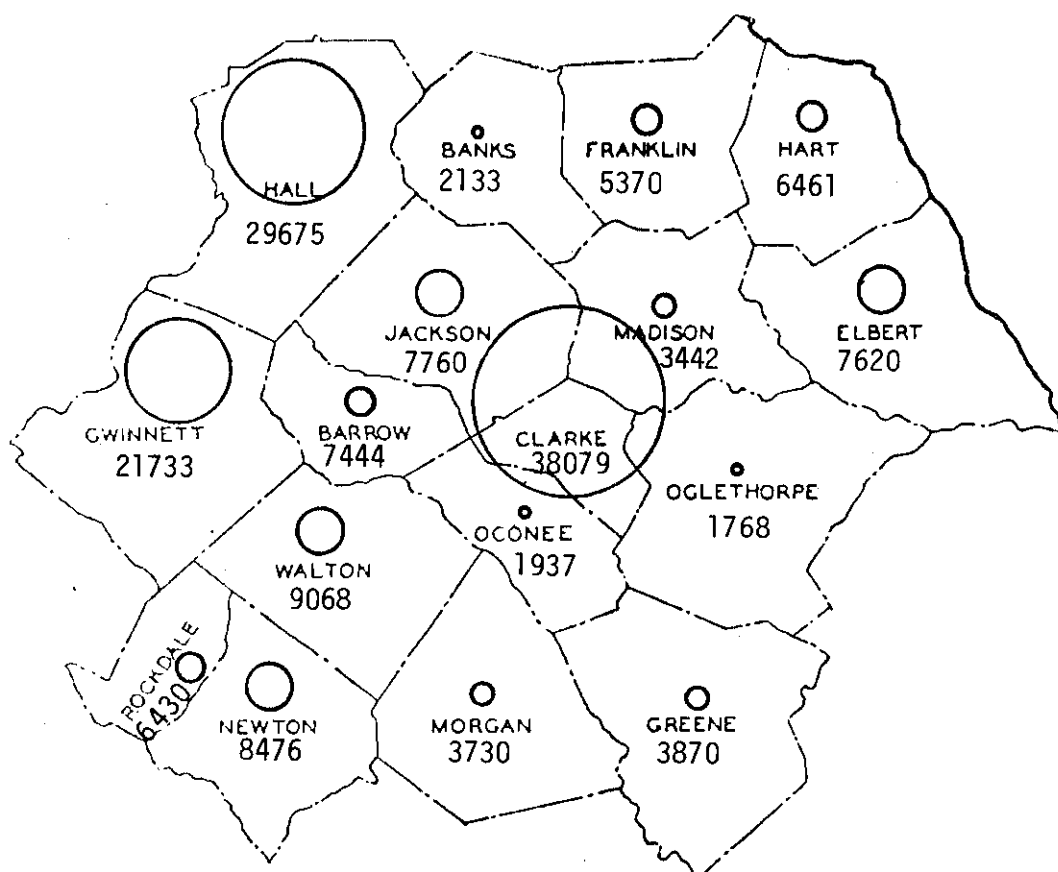 HALL
29675
BANKS
2133
FRANKLIN
5370
HART
6461
JACKSON
7760
MADISON
3442
ELBERT
7620
GWINNETT
21733
BARROW
7444
CLARKE
38079
OGLETHORPE
1768
OCONEE
1937
WALTON
9068
ROCKDALE
6430
NEWTON
8476
MORGAN
3730
GREENE
3870